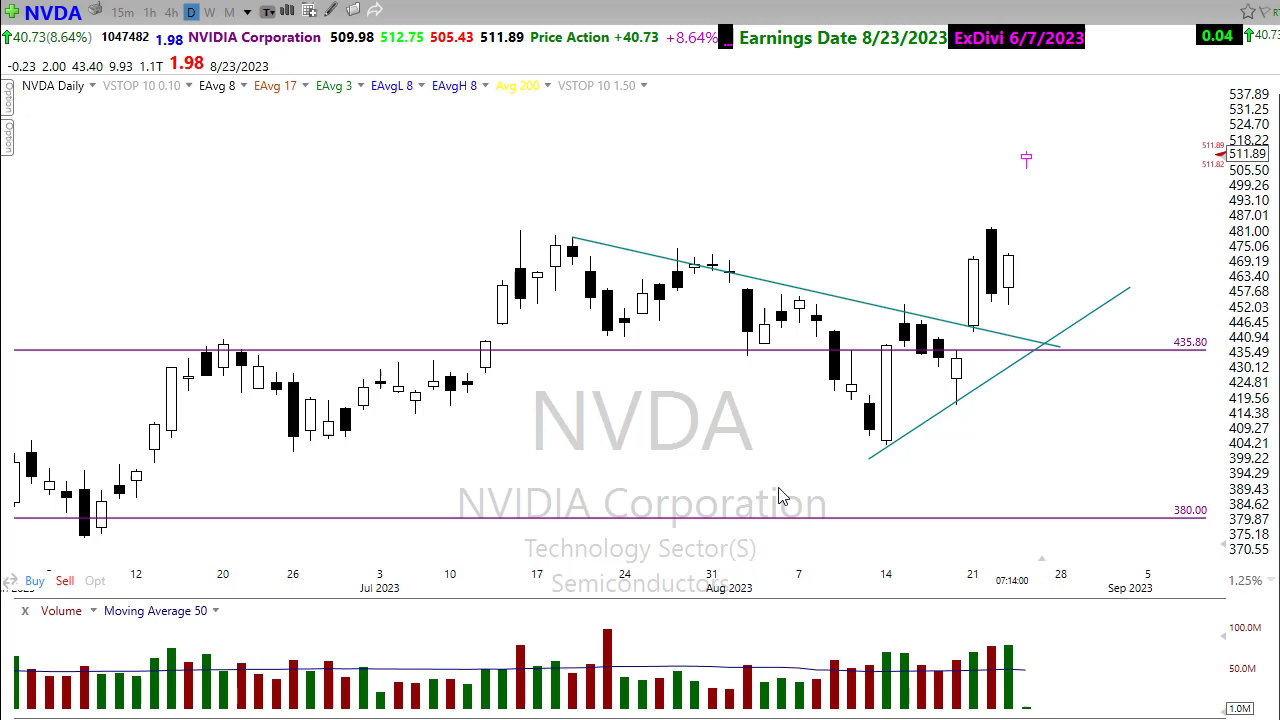 NVDA 15m 1h 4h D W M T
40.73(8.64%) 1047482 1.98 NVIDIA Corporation 509.98 512.75 505.43 511.89 Price Action +40.73 +8.64% Earnings Date 8/23/2023 ExDivi 6/7/2023 0.04 40.73
-0.23 2.00 43.40 9.93 1.1T 1.98 8/23/2023
NVDA Daily VSTOP 10 0.10 EAvg 8 EAvg 17 EAvg 3 EAvgL 8 EAvgH 8 Avg 200 VSTOP 10 1.50
Option
Option
537.89
531.25
524.70
518.22
511.89
511.89
511.82
505.50
499.26
493.10
487.01
481.00
475.06
469.19
463.40
457.68
452.03
446.45
440.94
435.80
435.49
430.12
424.81
419.56
414.38
409.27
404.21
399.22
394.29
389.43
384.62
380.00
379.87
375.18
370.55
NVDA
NVIDIA Corporation
Technology Sector(S)
Semiconductors
12 20 26 3 10 17 24 31 7 14 21 28 5
Buy Sell Opt 07:14:00 1.25%
2023 Jul 2023 Aug 2023 Sep 2023
x Volume Moving Average 50
100.0M
50.0M
1.0M